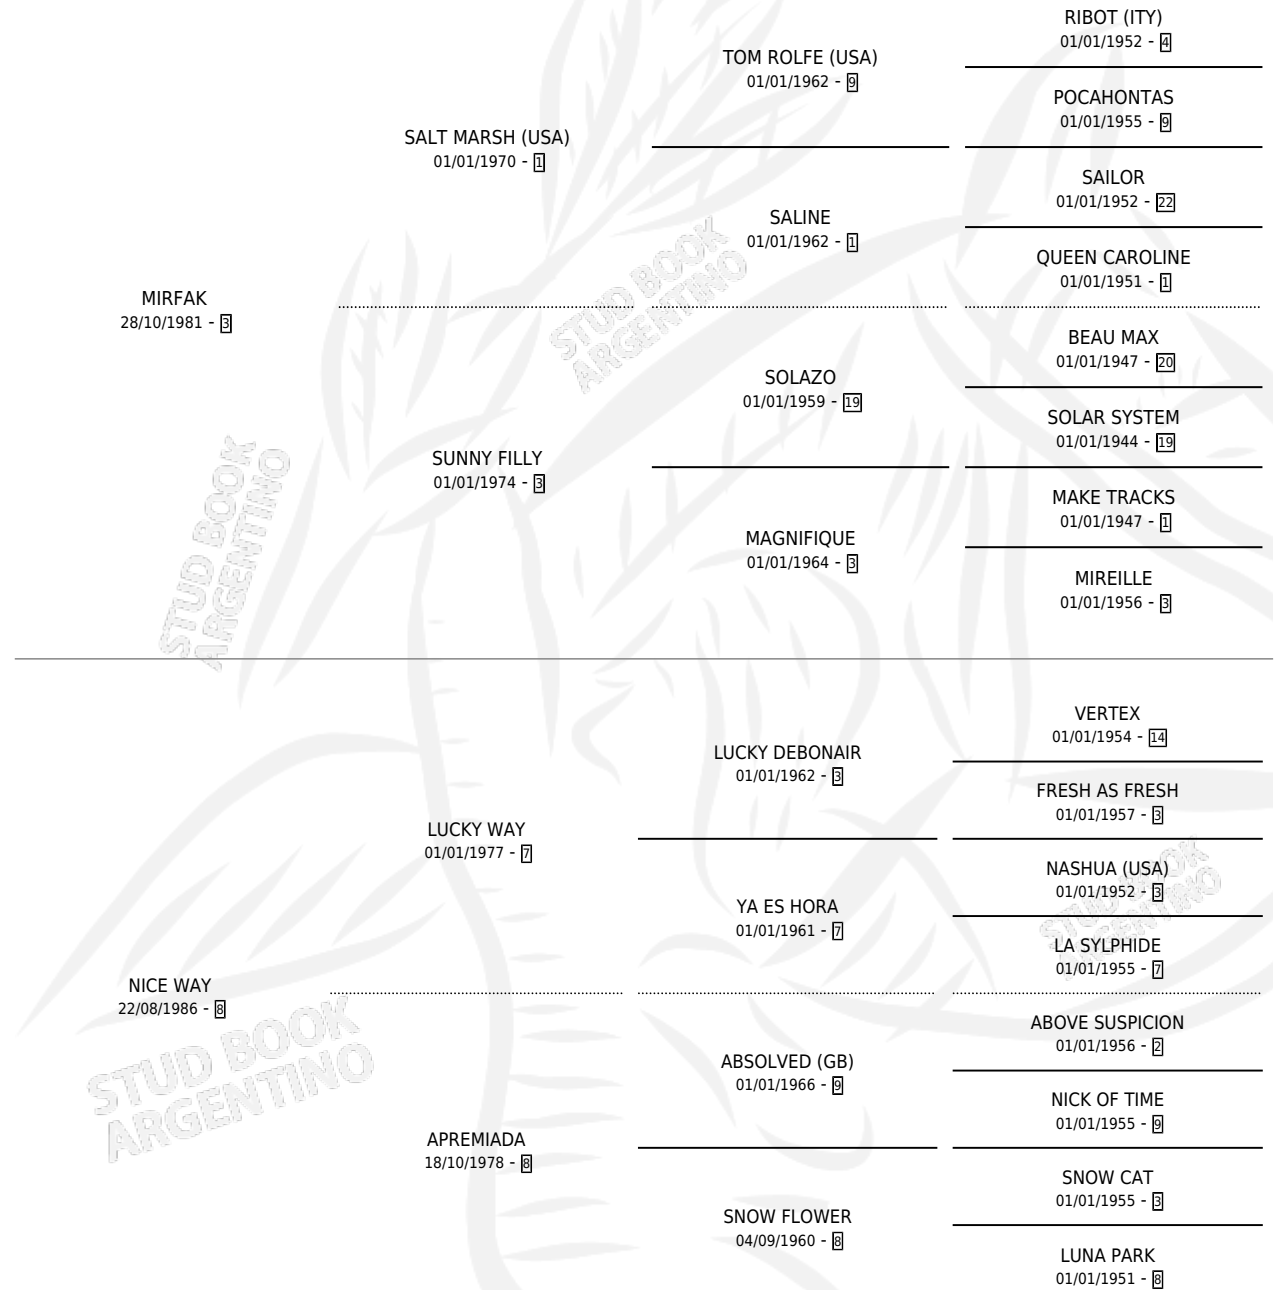 RIBOT (ITY)
01/01/1952 - 4
TOM ROLFE (USA)
01/01/1962 - 9
POCAHONTAS
01/01/1955 - 9
SALT MARSH (USA)
01/01/1970 - 1
SAILOR
01/01/1952 - 22
SALINE
01/01/1962 - 1
QUEEN CAROLINE
01/01/1951 - 1
MIRFAK
28/10/1981 - 3
STUD BOOK
ARGENTINO
BEAU MAX
01/01/1947 - 20
SOLAZO
01/01/1959 - 19
SOLAR SYSTEM
01/01/1944 - 19
SUNNY FILLY
01/01/1974 - 3
MAKE TRACKS
01/01/1947 - 1
MAGNIFIQUE
01/01/1964 - 3
MIREILLE
01/01/1956 - 3
STUD BOOK
ARGENTINO
VERTEX
01/01/1954 - 14
LUCKY DEBONAIR
01/01/1962 - 3
FRESH AS FRESH
01/01/1957 - 3
LUCKY WAY
01/01/1977 - 7
NASHUA (USA)
01/01/1952 - 3
YA ES HORA
01/01/1961 - 7
STUD BOOK
ARGENTINO
LA SYLPHIDE
01/01/1955 - 7
NICE WAY
22/08/1986 - 8
STUD BOOK
ARGENTINO
ABOVE SUSPICION
01/01/1956 - 2
ABSOLVED (GB)
01/01/1966 - 9
NICK OF TIME
01/01/1955 - 9
APREMIADA
18/10/1978 - 8
SNOW CAT
01/01/1955 - 3
SNOW FLOWER
04/09/1960 - 8
LUNA PARK
01/01/1951 - 8